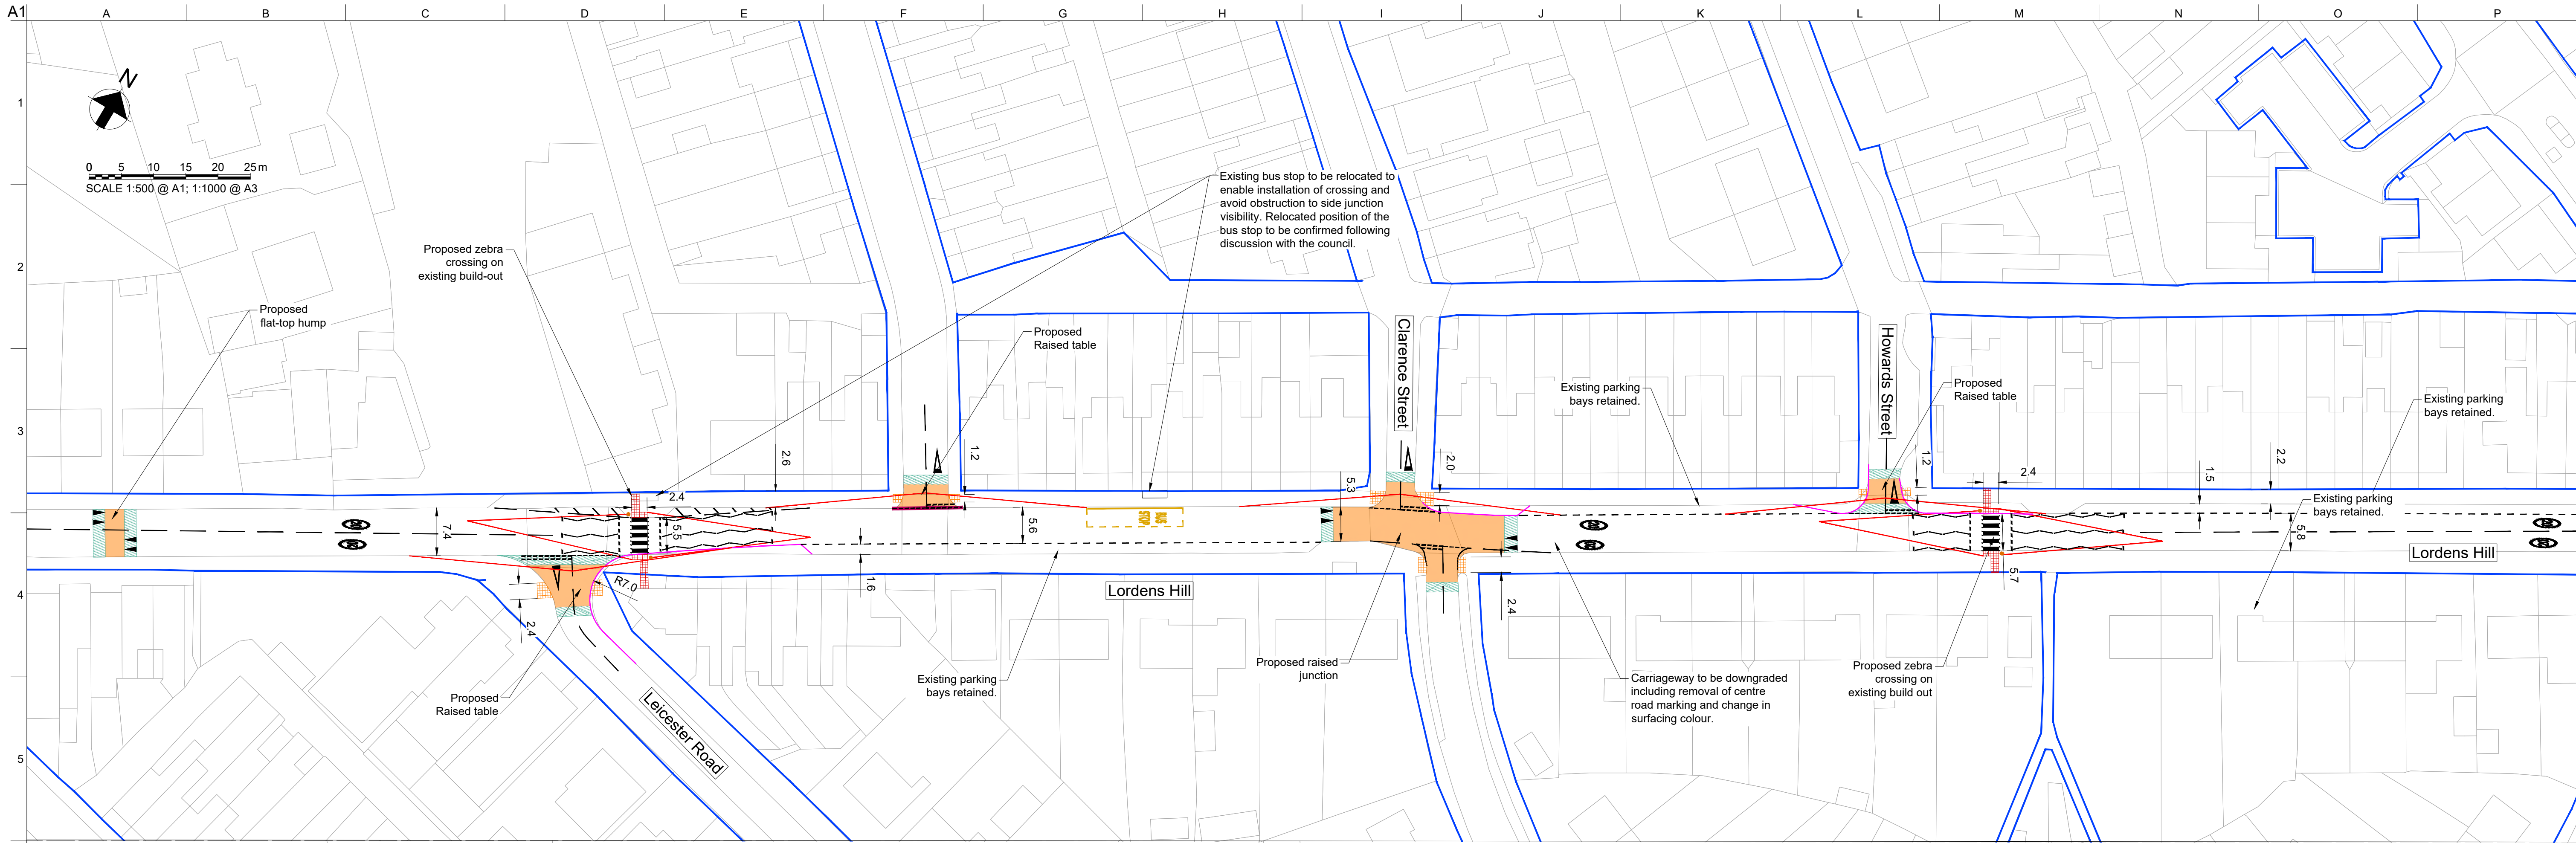 A1
A
B
C
D
E
F
G
H
I
J
K
L
M
N
O
P
1
2
3
4
5
N
0 5 10 15 20 25m
SCALE 1:500 @ A1; 1:1000 @ A3
Proposed zebra
crossing on
existing build-out
Proposed
flat-top hump
Existing bus stop to be relocated to
enable installation of crossing and
avoid obstruction to side junction
visibility. Relocated position of the
bus stop to be confirmed following
discussion with the council.
Proposed
Raised table
Clarence Street
Howards Street
Existing parking
bays retained.
Proposed
Raised table
Existing parking
bays retained.
Existing parking
bays retained.
2.6
2.4
1.2
5.3
2.0
1.2
2.4
1.5
2.2
7.4
5.5
5.6
1.6
5.7
5.8
2.4
R7.0
2.4
20
20
20
20
20
20
BUS
STOP
Lordens Hill
Lordens Hill
Proposed
Raised table
Leicester Road
Existing parking
bays retained.
Proposed raised
junction
Carriageway to be downgraded
including removal of centre
road marking and change in
surfacing colour.
Proposed zebra
crossing on
existing build out